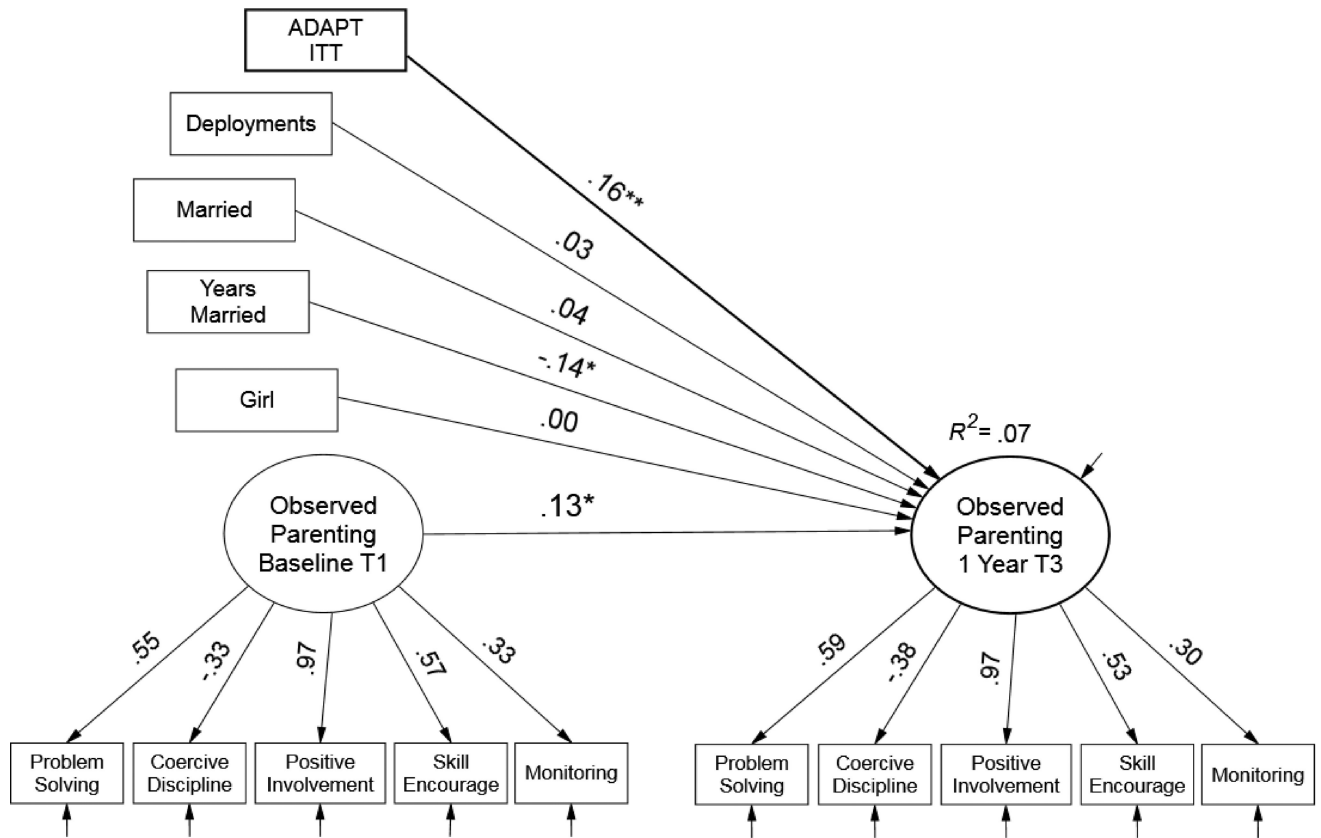 ADAPT
ITT
Deployments
Married
Years
Married
Girl
.16**
.03
.04
-.14*
.00
.13*
R²= .07
Observed
Parenting
Baseline T1
Observed
Parenting
1 Year T3
.55
-.33
.97
.57
.33
.59
-.38
.97
.53
.30
Problem
Solving
Coercive
Discipline
Positive
Involvement
Skill
Encourage
Monitoring
Problem
Solving
Coercive
Discipline
Positive
Involvement
Skill
Encourage
Monitoring